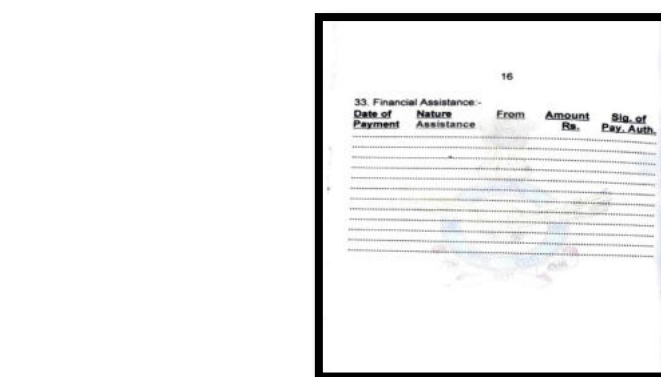 16
33. Financial Assistance:-
Date of Nature From Amount Sig. of
Payment Assistance Rs. Pay. Auth.